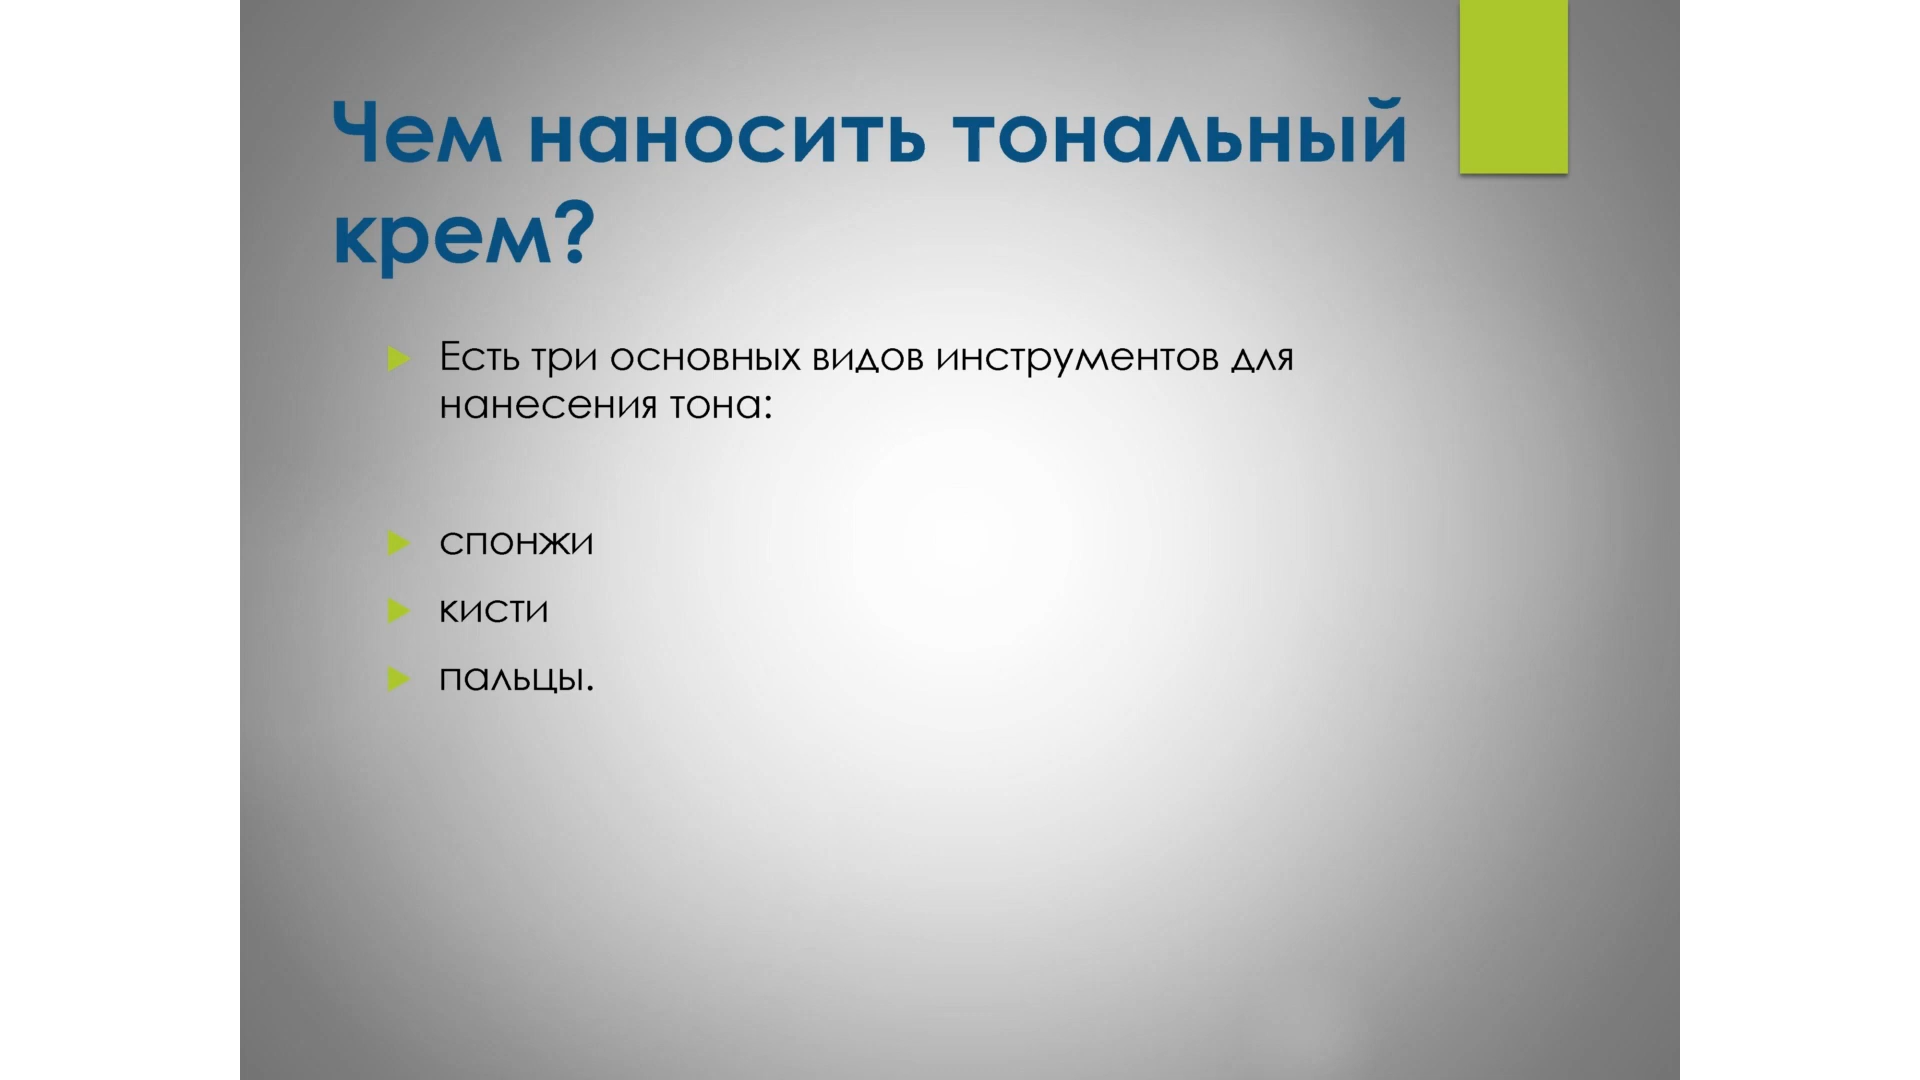 Чем наносить тональный
крем?
Есть три основных видов инструментов для
нанесения тона:
спонжи
кисти
пальцы.